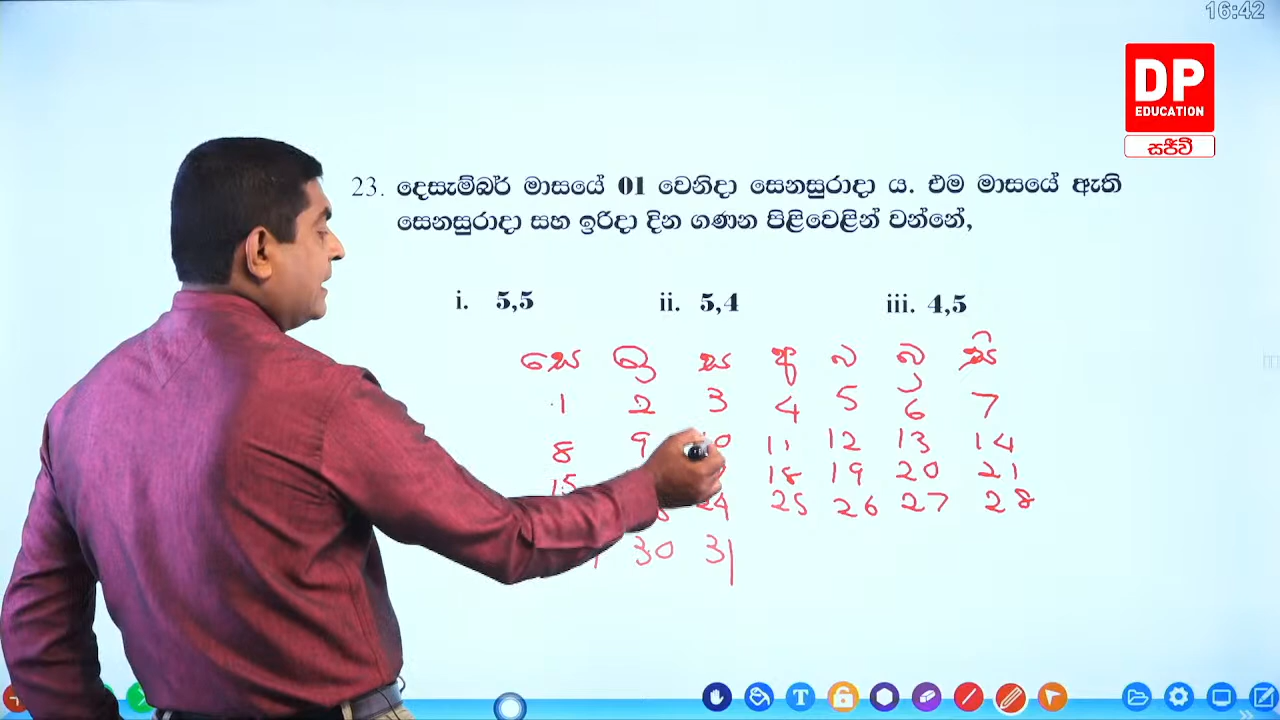 16:42
DP
EDUCATION
සජීවී
23. දෙසැම්බර් මාසයේ 01 වෙනිදා සෙනසුරාදා ය. එම මාසයේ ඇති
සෙනසුරාදා සහ ඉරිදා දින ගණන පිළිවෙළින් වන්නේ,
i. 5,5 ii. 5,4 iii. 4,5
සෙ ඉ ස අ බ බ්‍ර සි
1 2 3 4 5 6 7
8 9 10 11 12 13 14
15 18 19 20 21
24 25 26 27 28
30 31
T